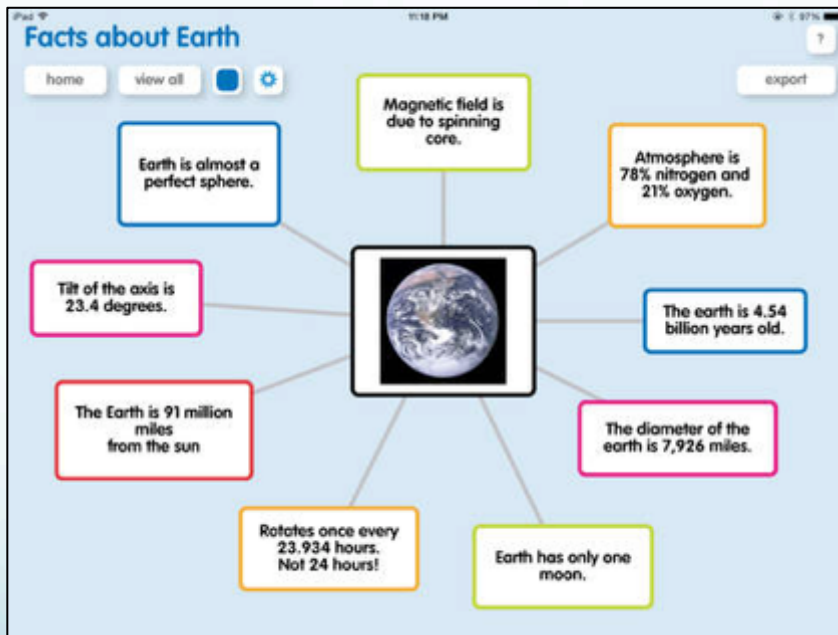 iPad
11:18 PM
97%
Facts about Earth
?
home
view all
export
Magnetic field is
due to spinning
core.
Earth is almost a
perfect sphere.
Atmosphere is
78% nitrogen and
21% oxygen.
Tilt of the axis is
23.4 degrees.
The earth is 4.54
billion years old.
The Earth is 91 million
miles
from the sun
The diameter of the
earth is 7,926 miles.
Rotates once every
23.934 hours.
Not 24 hours!
Earth has only one
moon.